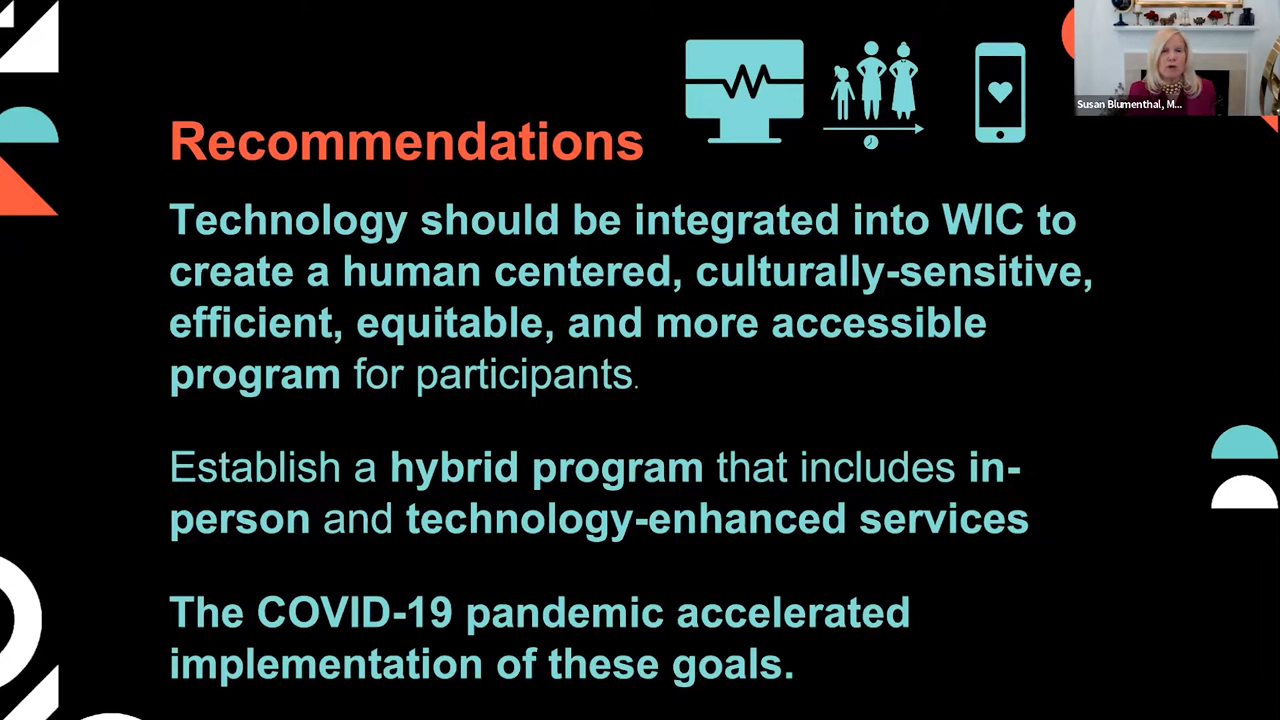 Susan Blumenthal, M...
Recommendations
Technology should be integrated into WIC to
create a human centered, culturally-sensitive,
efficient, equitable, and more accessible
program for participants.
Establish a hybrid program that includes in-
person and technology-enhanced services
The COVID-19 pandemic accelerated
implementation of these goals.